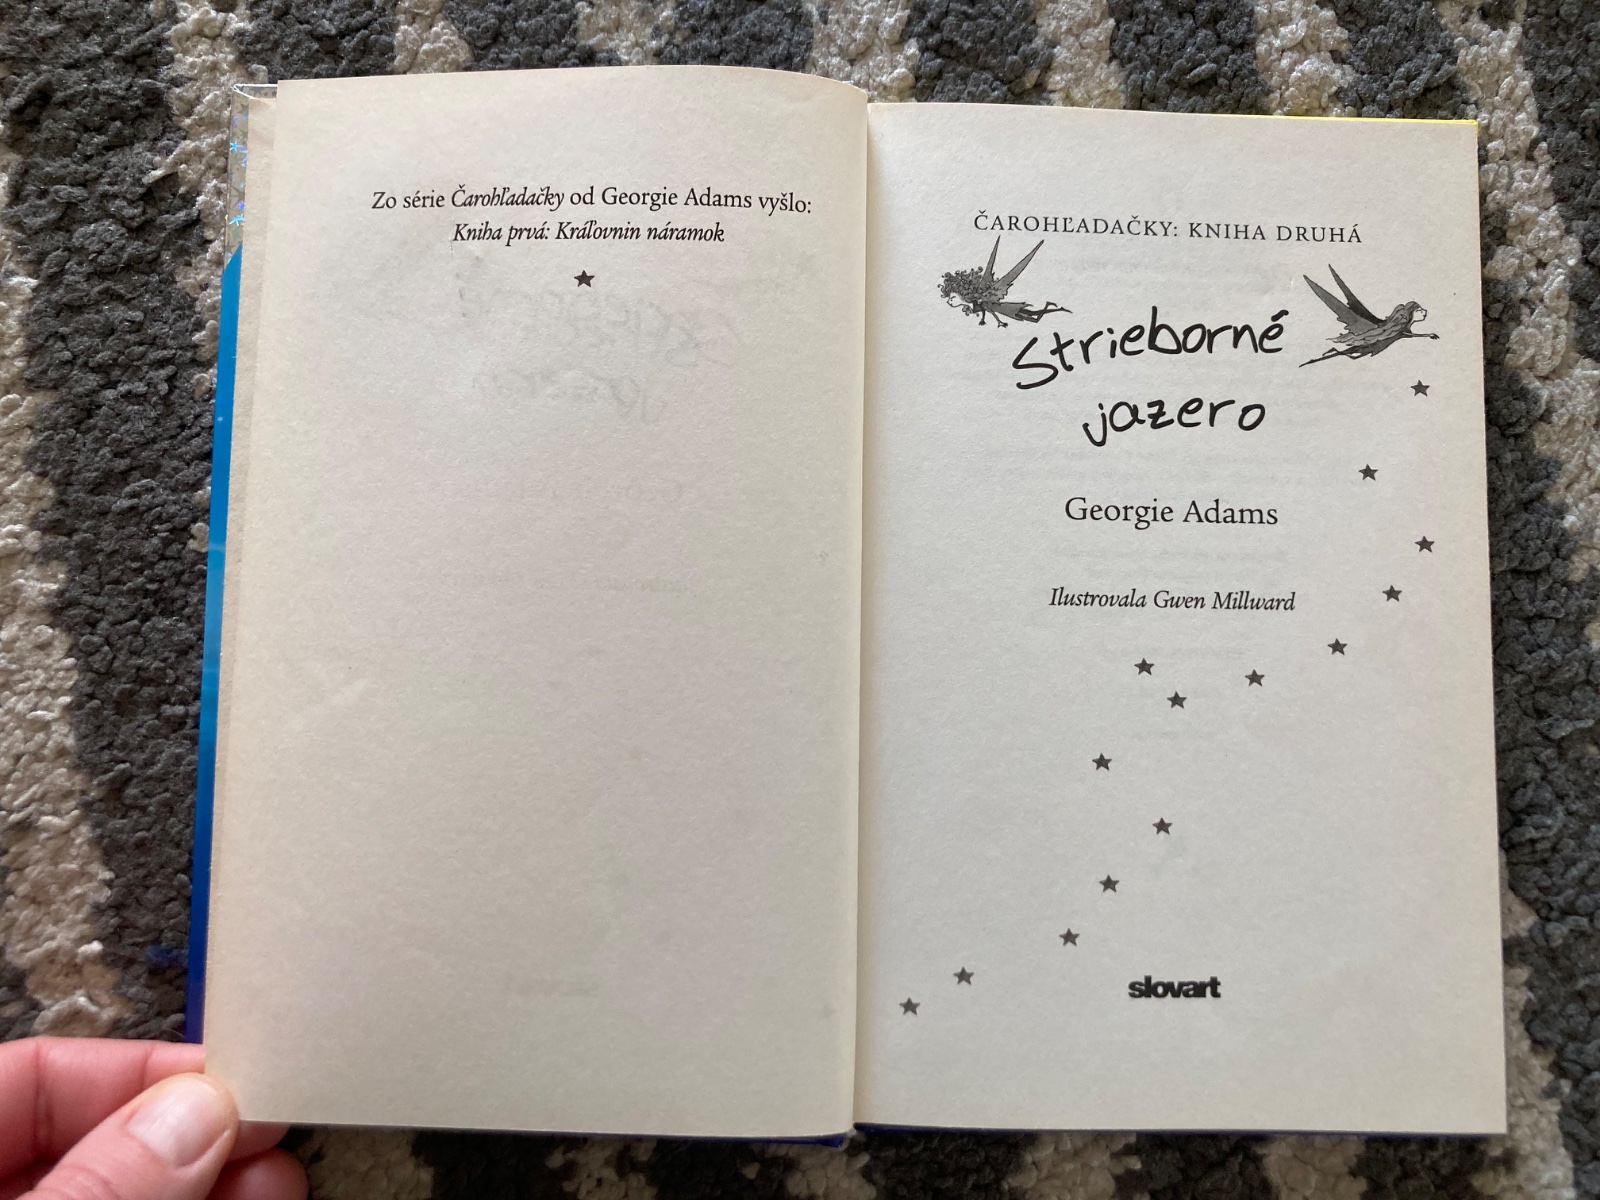 Zo série Čarohľadačky od Georgie Adams vyšlo:
Kniha prvá: Kráľovnin náramok
ČAROHĽADAČKY: KNIHA DRUHÁ
Strieborné
jazero
Georgie Adams
Ilustrovala Gwen Millward
slovart